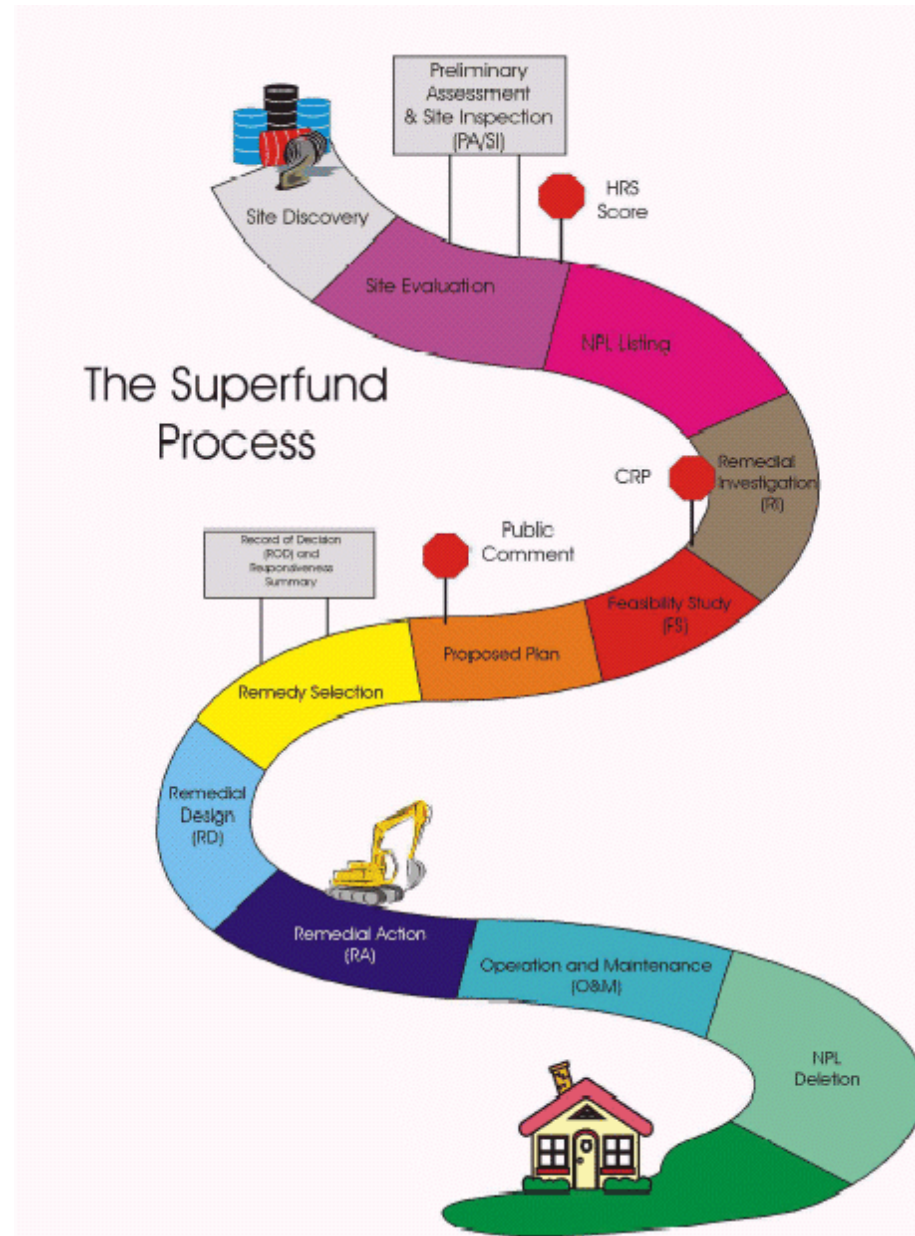 Preliminary
Assessment
& Site Inspection
(PA/SI)
HRS
Score
Site Discovery
Site Evaluation
NPL Listing
The Superfund
Process
CRP
Remedial
Investigation
(RI)
Public
Comment
Record of Decision
(ROD) and
Responsiveness
Summary
Feasibility Study
(FS)
Proposed Plan
Remedy Selection
Remedial
Design
(RD)
Remedial Action
(RA)
Operation and Maintenance
(O&M)
NPL
Deletion